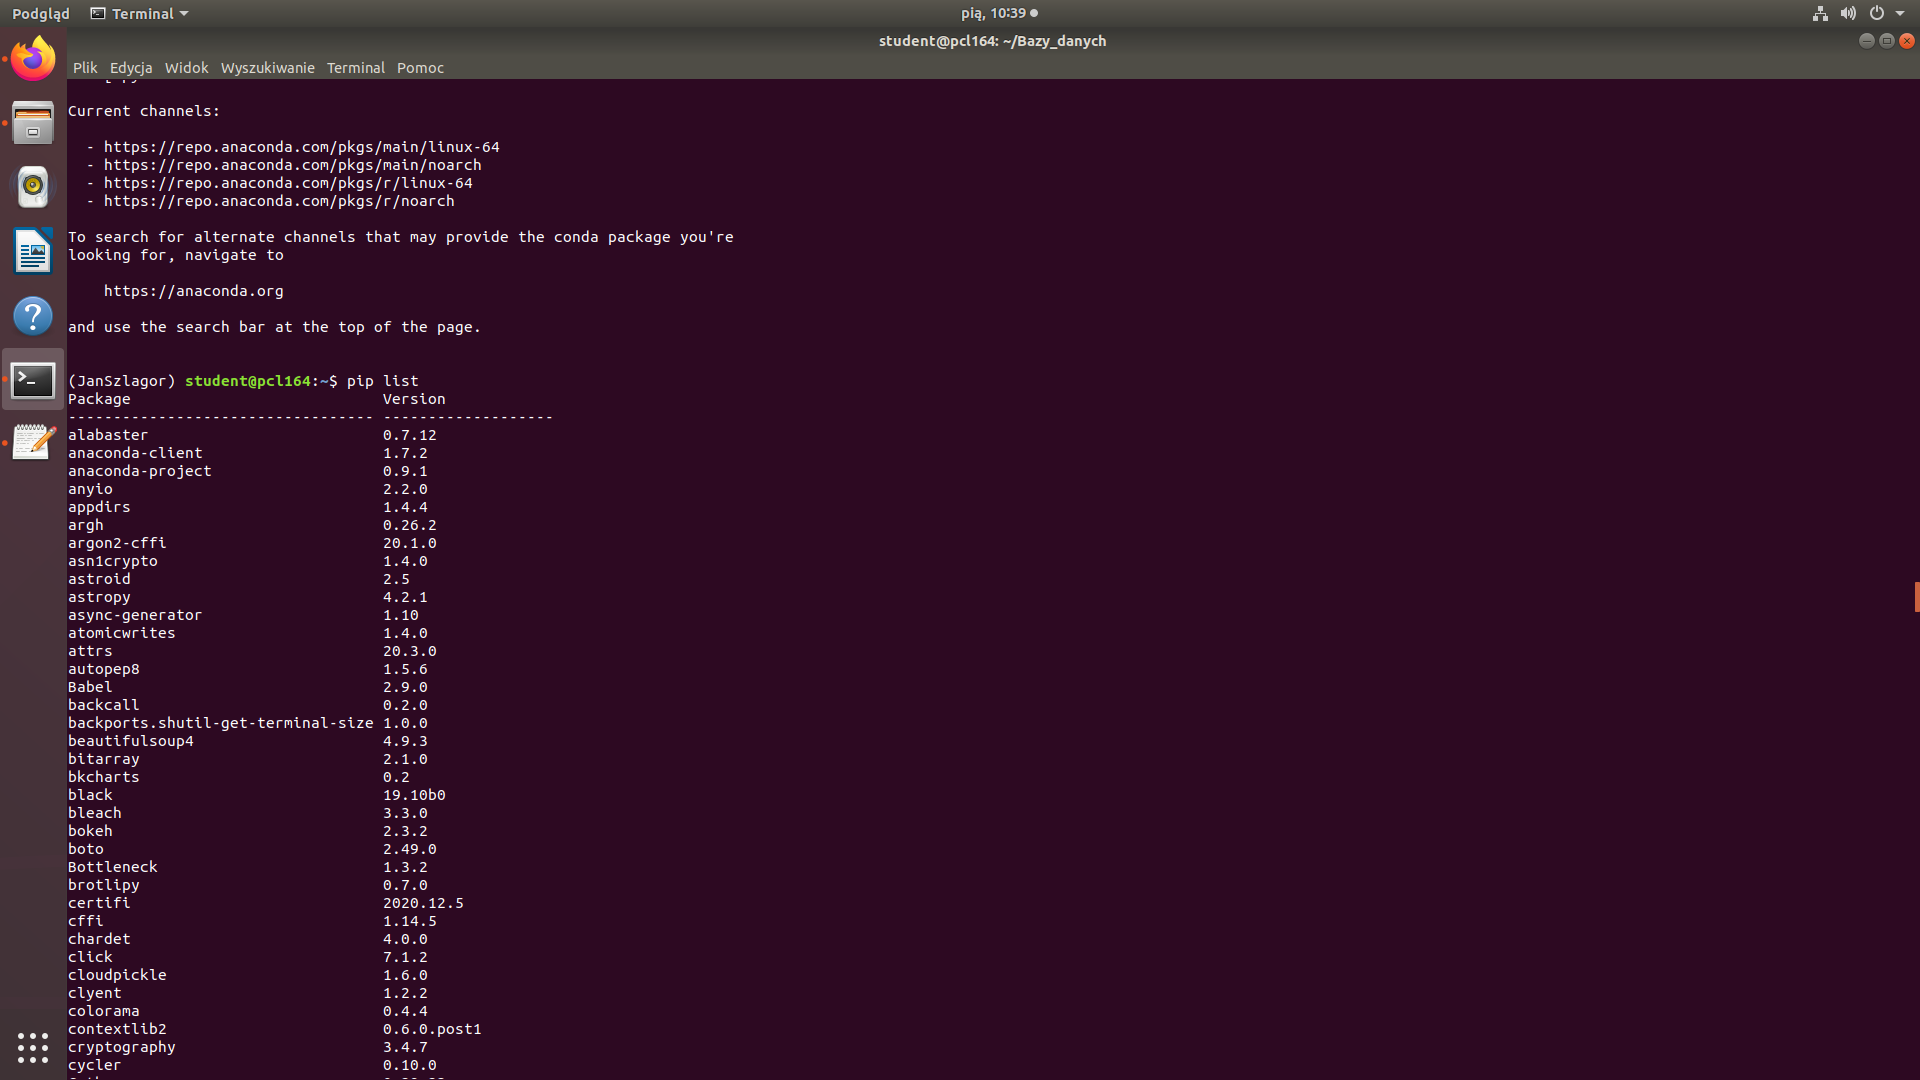 Podgląd Terminal pią, 10:39
student@pcl164: ~/Bazy_danych
Plik Edycja Widok Wyszukiwanie Terminal Pomoc
Current channels:
- https://repo.anaconda.com/pkgs/main/linux-64
- https://repo.anaconda.com/pkgs/main/noarch
- https://repo.anaconda.com/pkgs/r/linux-64
- https://repo.anaconda.com/pkgs/r/noarch
To search for alternate channels that may provide the conda package you're
looking for, navigate to
https://anaconda.org
and use the search bar at the top of the page.
(JanSzlagor) student@pcl164:~$ pip list
Package Version
---------------------------------- -------------------
alabaster 0.7.12
anaconda-client 1.7.2
anaconda-project 0.9.1
anyio 2.2.0
appdirs 1.4.4
argh 0.26.2
argon2-cffi 20.1.0
asn1crypto 1.4.0
astroid 2.5
astropy 4.2.1
async-generator 1.10
atomicwrites 1.4.0
attrs 20.3.0
autopep8 1.5.6
Babel 2.9.0
backcall 0.2.0
backports.shutil-get-terminal-size 1.0.0
beautifulsoup4 4.9.3
bitarray 2.1.0
bkcharts 0.2
black 19.10b0
bleach 3.3.0
bokeh 2.3.2
boto 2.49.0
Bottleneck 1.3.2
brotlipy 0.7.0
certifi 2020.12.5
cffi 1.14.5
chardet 4.0.0
click 7.1.2
cloudpickle 1.6.0
clyent 1.2.2
colorama 0.4.4
contextlib2 0.6.0.post1
cryptography 3.4.7
cycler 0.10.0